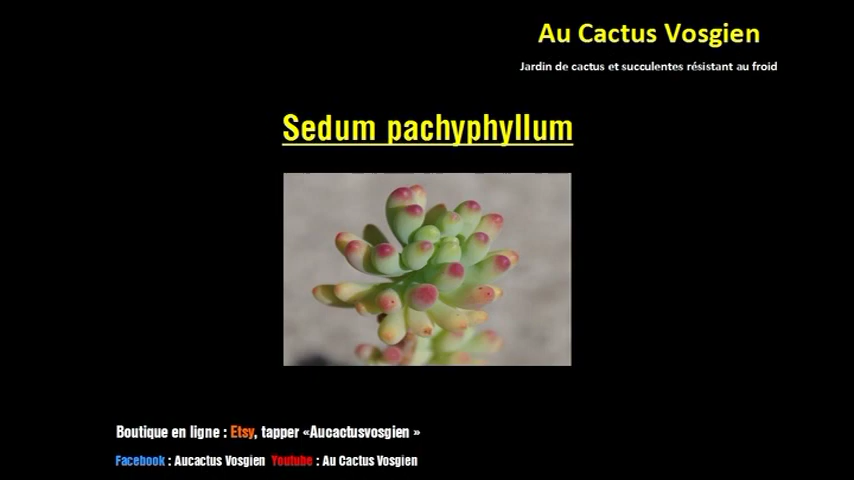 Au Cactus Vosgien
Jardin de cactus et succulentes résistant au froid
Sedum pachyphyllum
Boutique en ligne : Etsy, tapper «Aucactusvosgien »
Facebook : Aucactus Vosgien Youtube : Au Cactus Vosgien